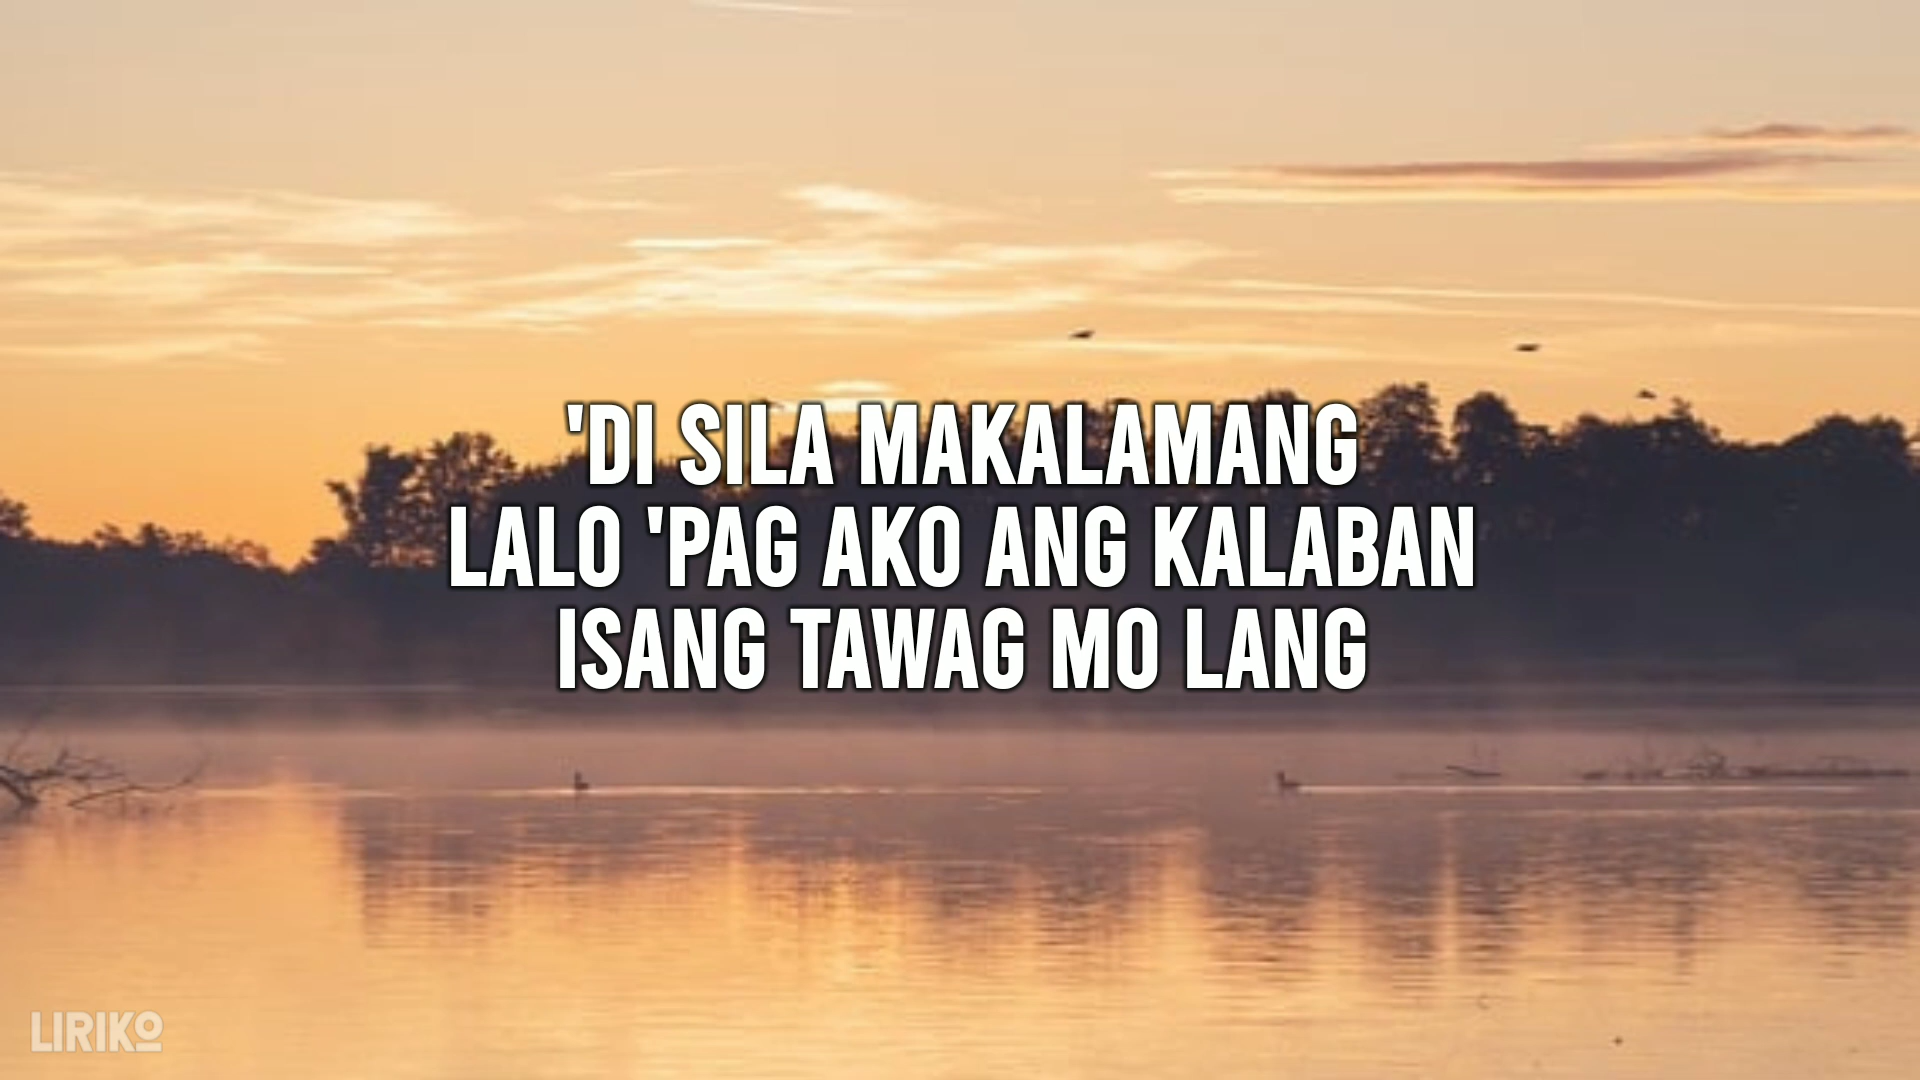 'DI SILA MAKALAMANG
LALO 'PAG AKO ANG KALABAN
ISANG TAWAG MO LANG
LIRIKO